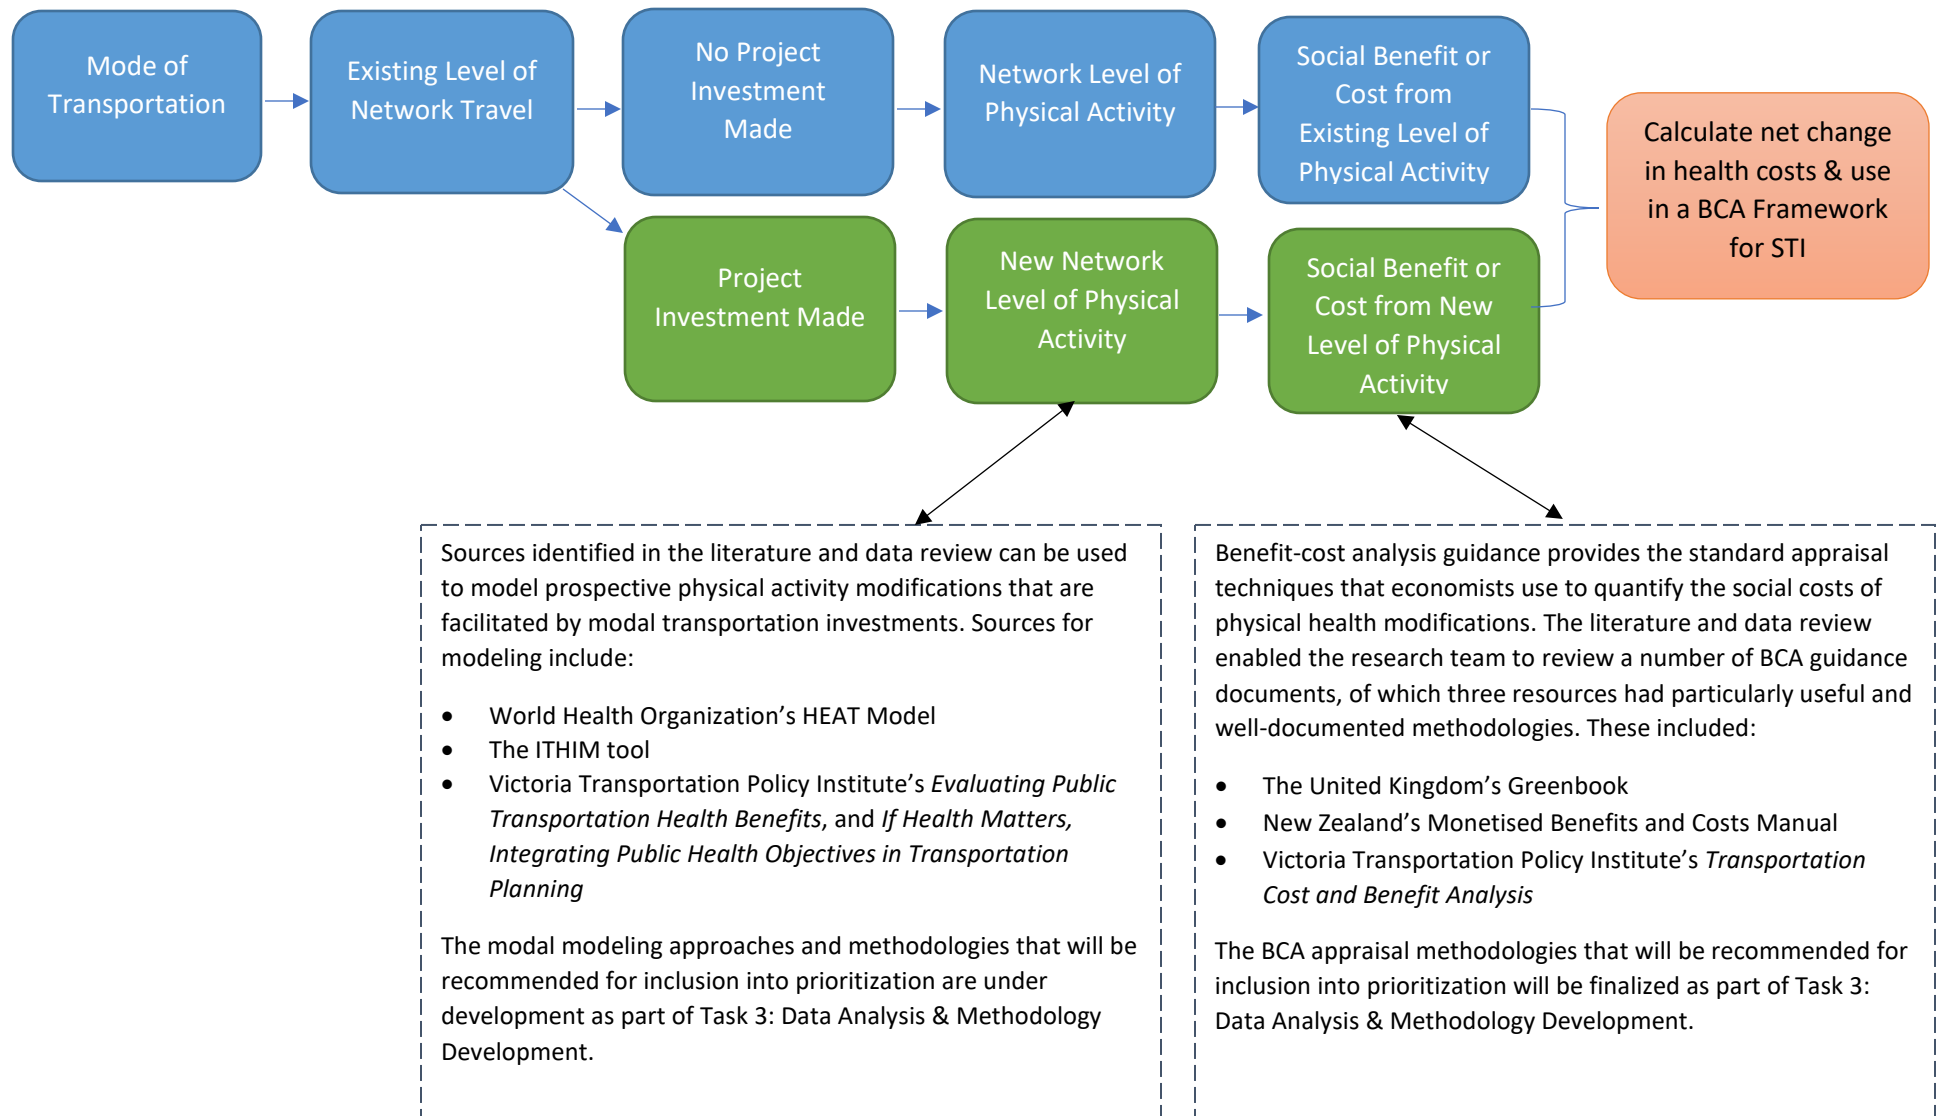 Mode of
Transportation
Existing Level of
Network Travel
No Project
Investment
Made
Network Level of
Physical Activity
Social Benefit or
Cost from
Existing Level of
Physical Activity
Calculate net change
in health costs & use
in a BCA Framework
for STI
Project
Investment Made
New Network
Level of Physical
Activity
Social Benefit or
Cost from New
Level of Physical
Activity
Sources identified in the literature and data review can be used
to model prospective physical activity modifications that are
facilitated by modal transportation investments. Sources for
modeling include:
• World Health Organization’s HEAT Model
• The ITHIM tool
• Victoria Transportation Policy Institute’s Evaluating Public
Transportation Health Benefits, and If Health Matters,
Integrating Public Health Objectives in Transportation
Planning
The modal modeling approaches and methodologies that will be
recommended for inclusion into prioritization are under
development as part of Task 3: Data Analysis & Methodology
Development.
Benefit-cost analysis guidance provides the standard appraisal
techniques that economists use to quantify the social costs of
physical health modifications. The literature and data review
enabled the research team to review a number of BCA guidance
documents, of which three resources had particularly useful and
well-documented methodologies. These included:
• The United Kingdom’s Greenbook
• New Zealand’s Monetised Benefits and Costs Manual
• Victoria Transportation Policy Institute’s Transportation
Cost and Benefit Analysis
The BCA appraisal methodologies that will be recommended for
inclusion into prioritization will be finalized as part of Task 3:
Data Analysis & Methodology Development.